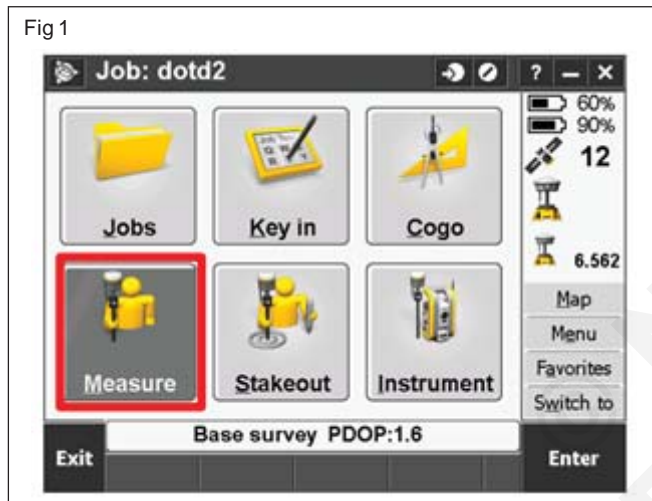 Fig 1
Job: dotd2
? – ×
60%
90%
12
6.562
Jobs
Key in
Cogo
Measure
Stakeout
Instrument
Map
Menu
Favorites
Switch to
Base survey PDOP:1.6
Exit
Enter